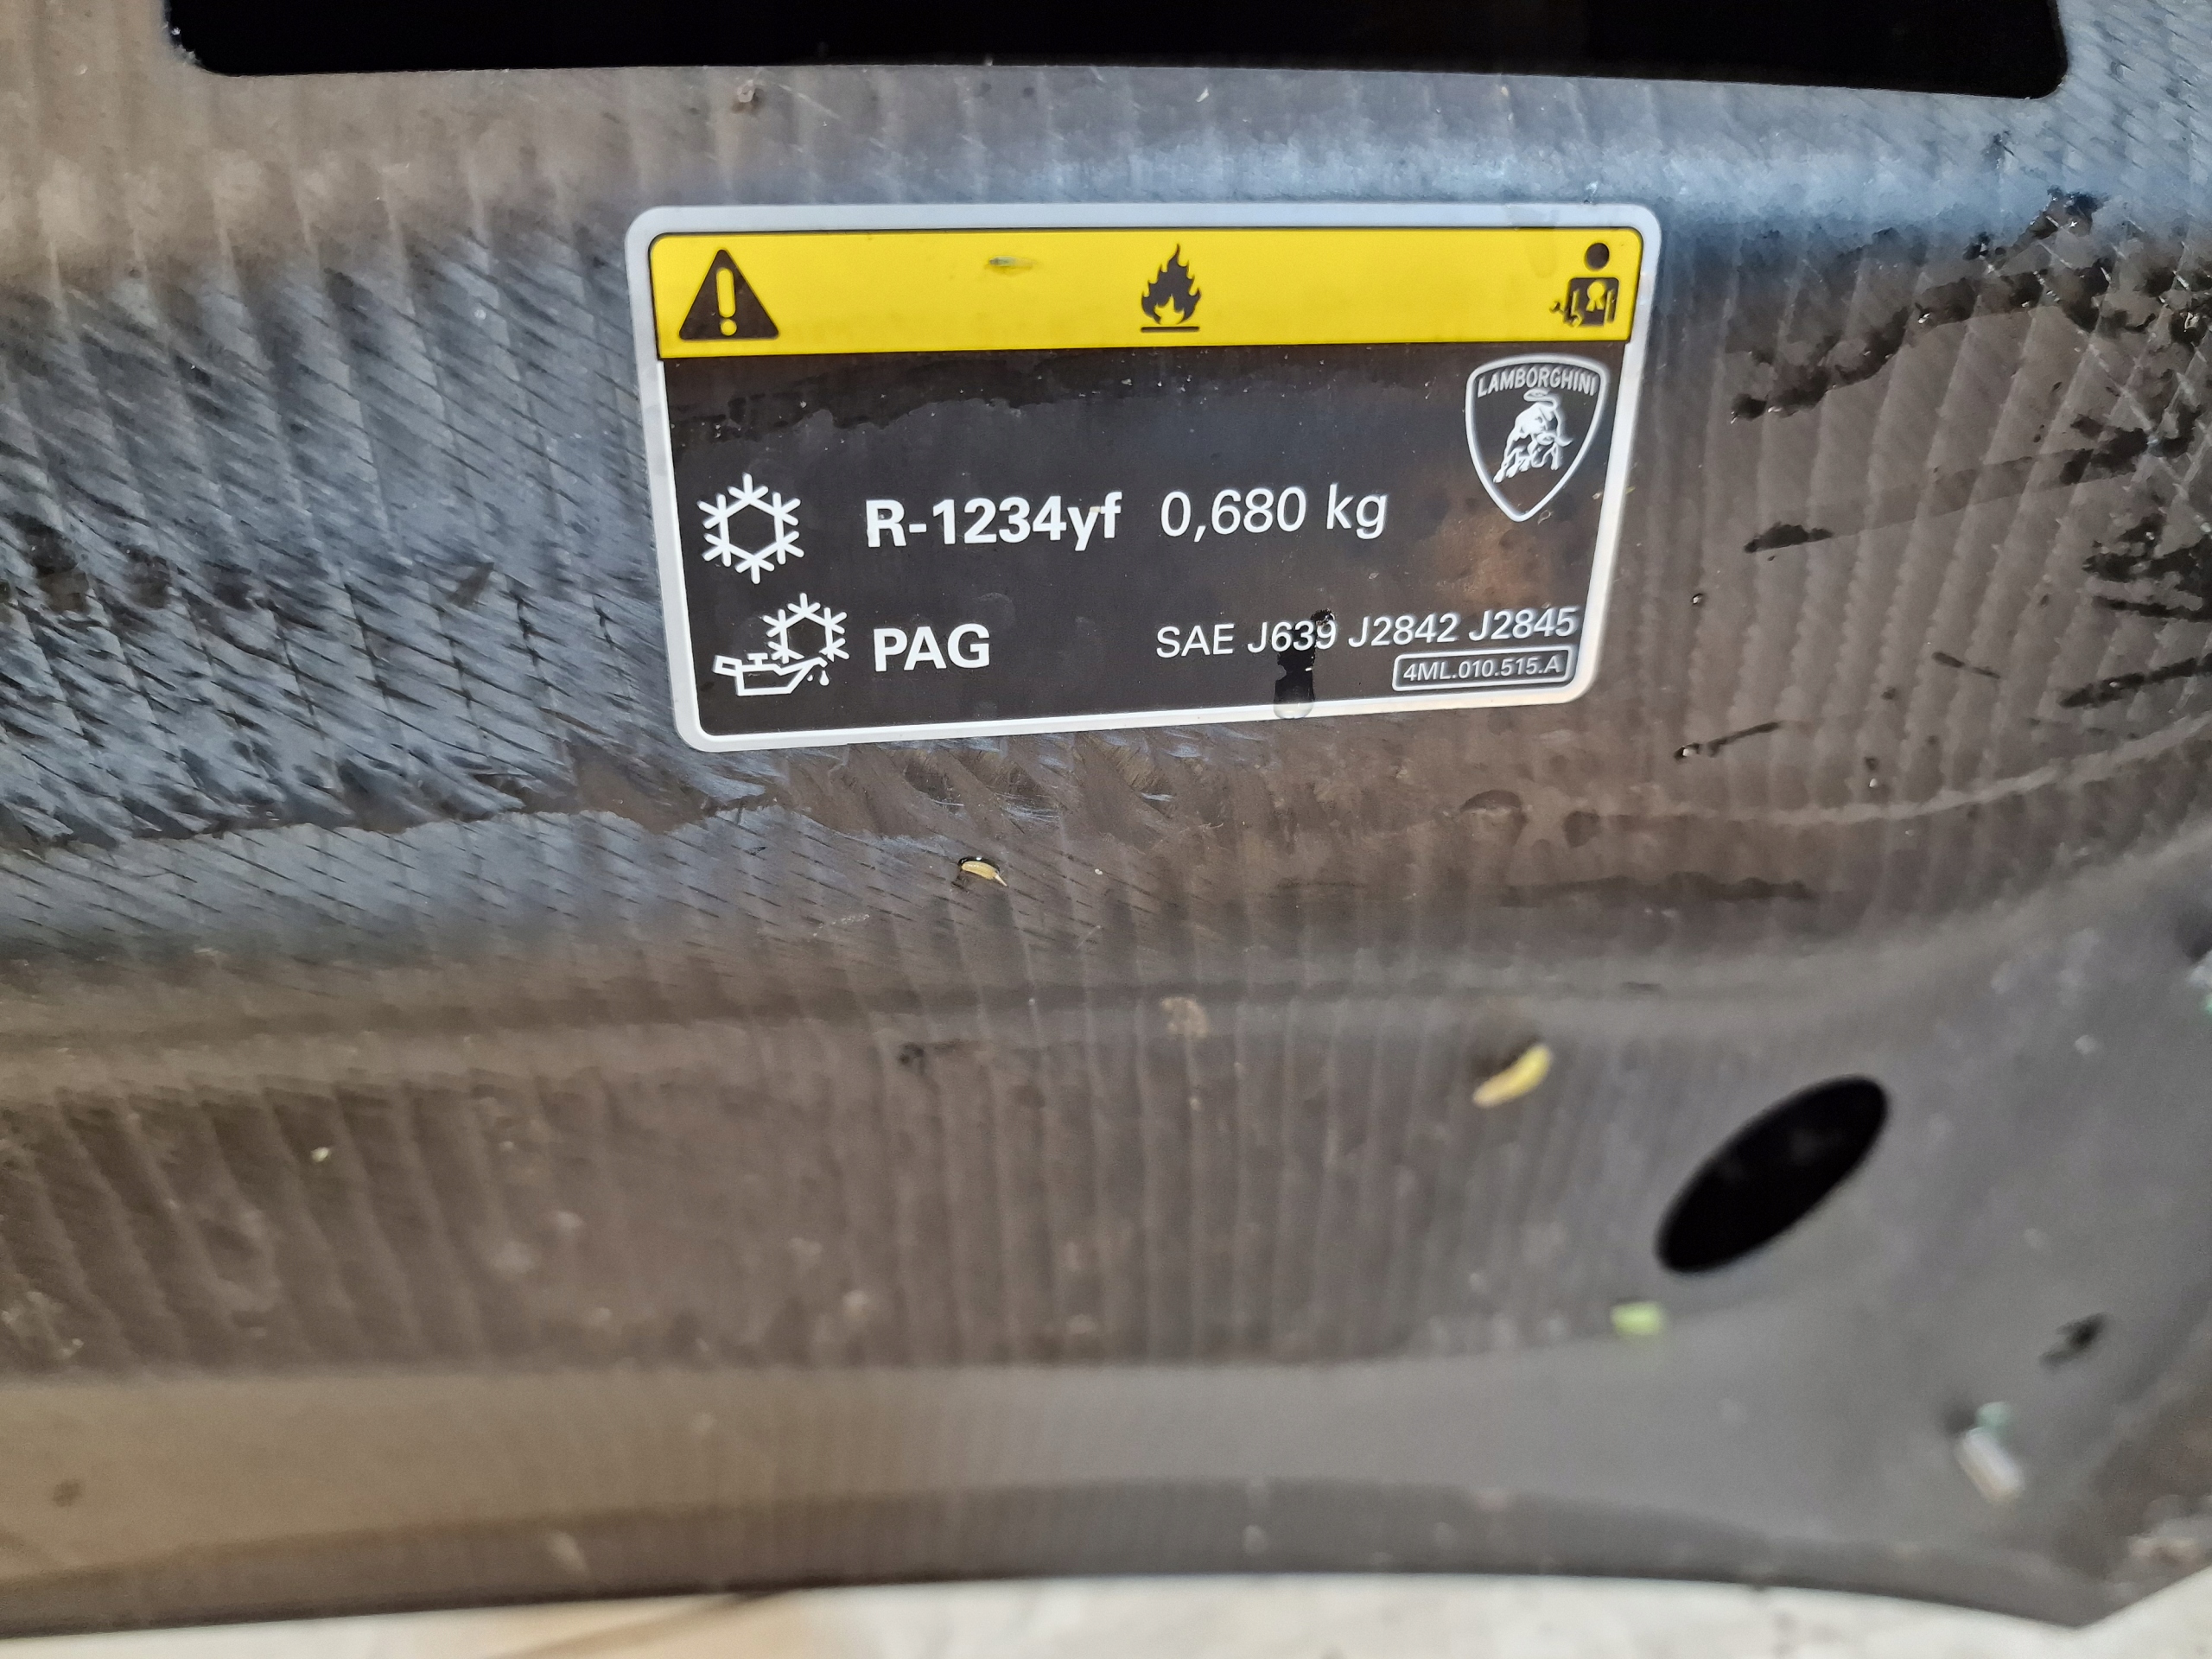 LAMBORGHINI
R-1234yf 0,680 kg
PAG SAE J639 J2842 J2845
4ML.010.515.A